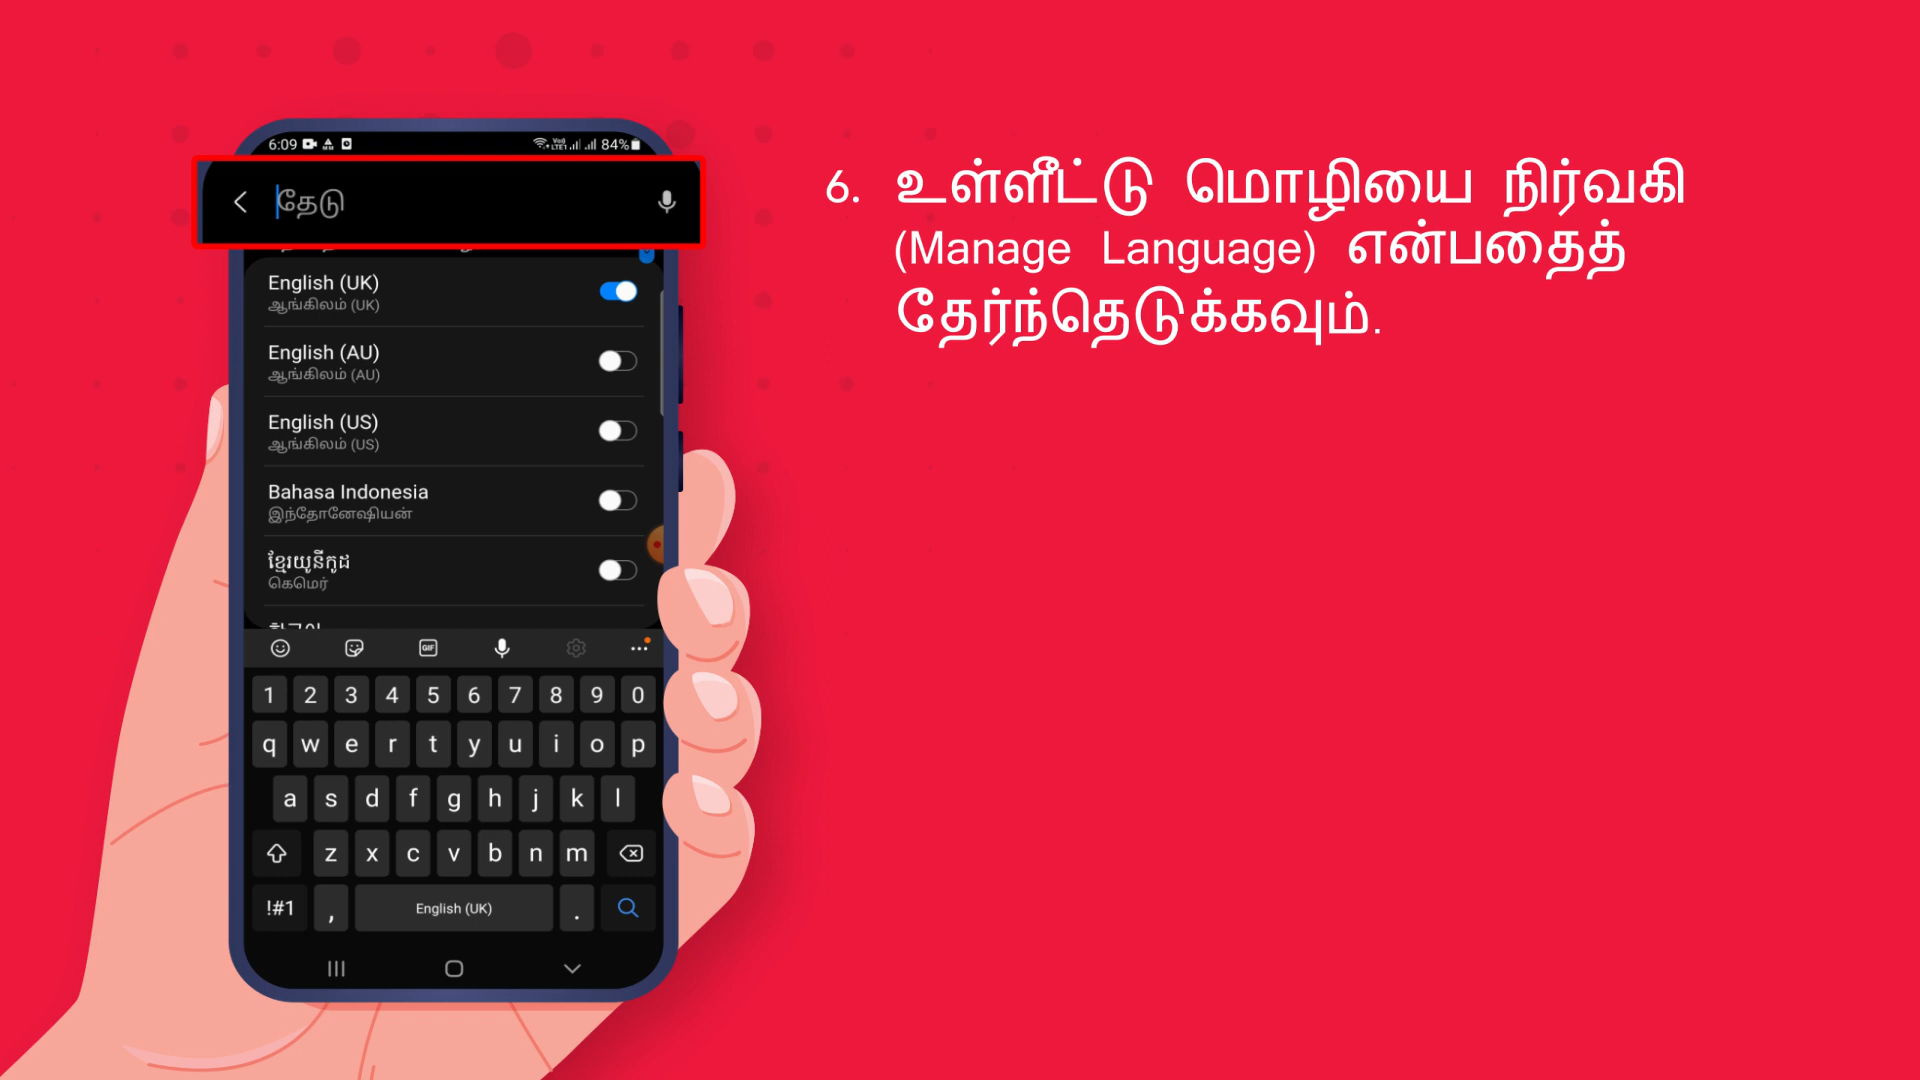 6:09 84%
தேடு
English (UK)
ஆங்கிலம் (UK)
English (AU)
ஆங்கிலம் (AU)
English (US)
ஆங்கிலம் (US)
Bahasa Indonesia
இந்தோனேஷியன்
ខ្មែរយូនីកូដ
கெமெர்
GIF
1 2 3 4 5 6 7 8 9 0
q w e r t y u i o p
a s d f g h j k l
z x c v b n m
!#1 , English (UK) .
6. உள்ளீட்டு மொழியை நிர்வகி
(Manage Language) என்பதைத்
தேர்ந்தெடுக்கவும்.